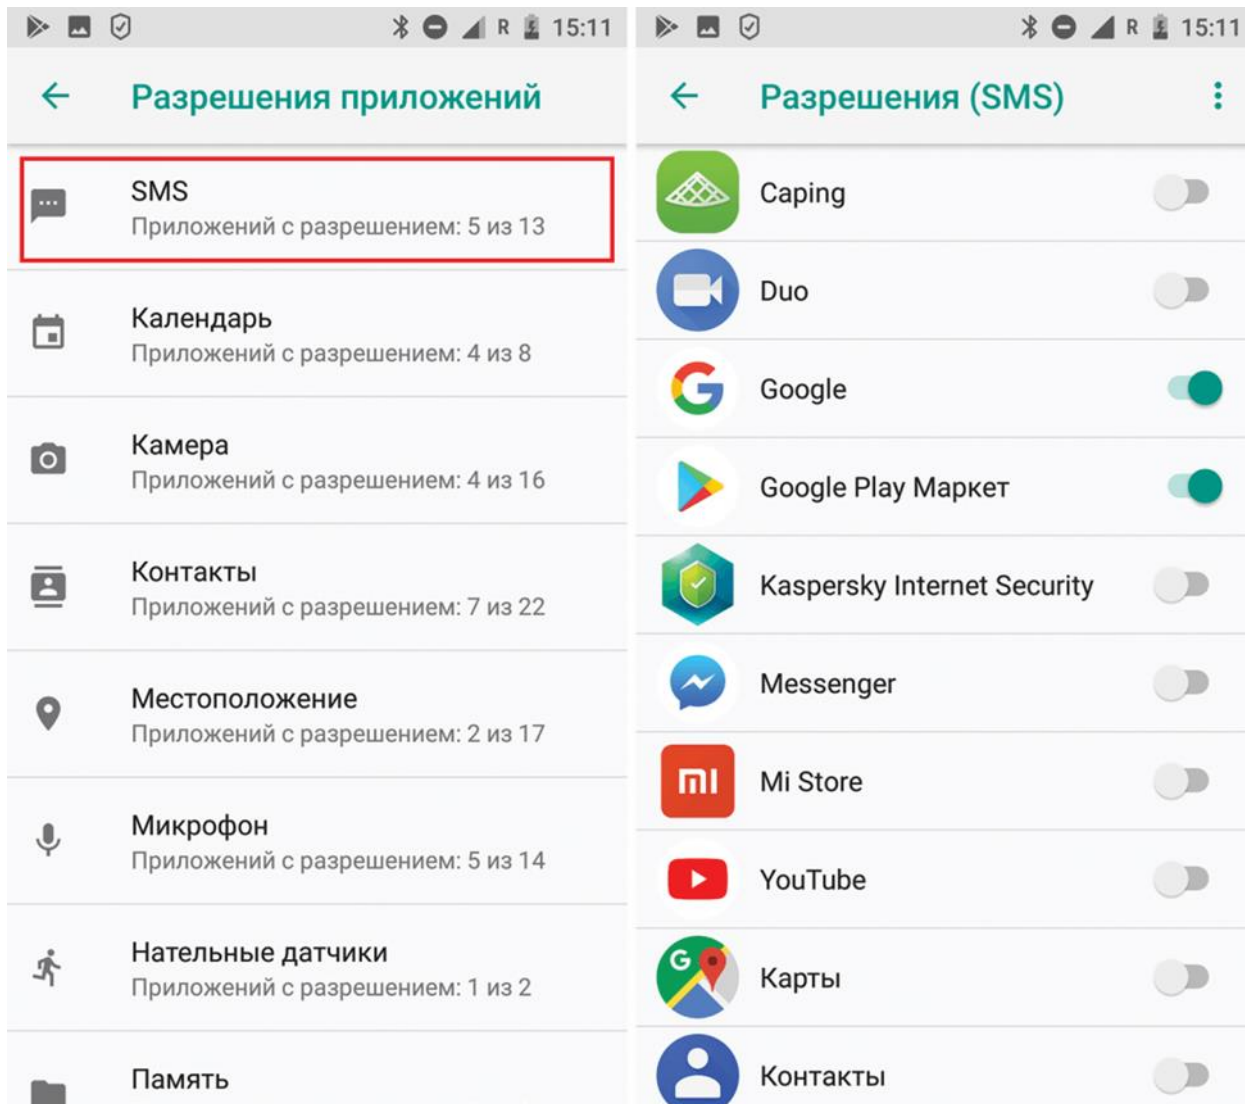 R 15:11
Разрешения приложений
SMS
Приложений с разрешением: 5 из 13
Календарь
Приложений с разрешением: 4 из 8
Камера
Приложений с разрешением: 4 из 16
Контакты
Приложений с разрешением: 7 из 22
Местоположение
Приложений с разрешением: 2 из 17
Микрофон
Приложений с разрешением: 5 из 14
Нательные датчики
Приложений с разрешением: 1 из 2
Память
R 15:11
Разрешения (SMS)
Caping
Duo
G
Google
Google Play Маркет
Kaspersky Internet Security
Messenger
mi
Mi Store
YouTube
G
Карты
Контакты